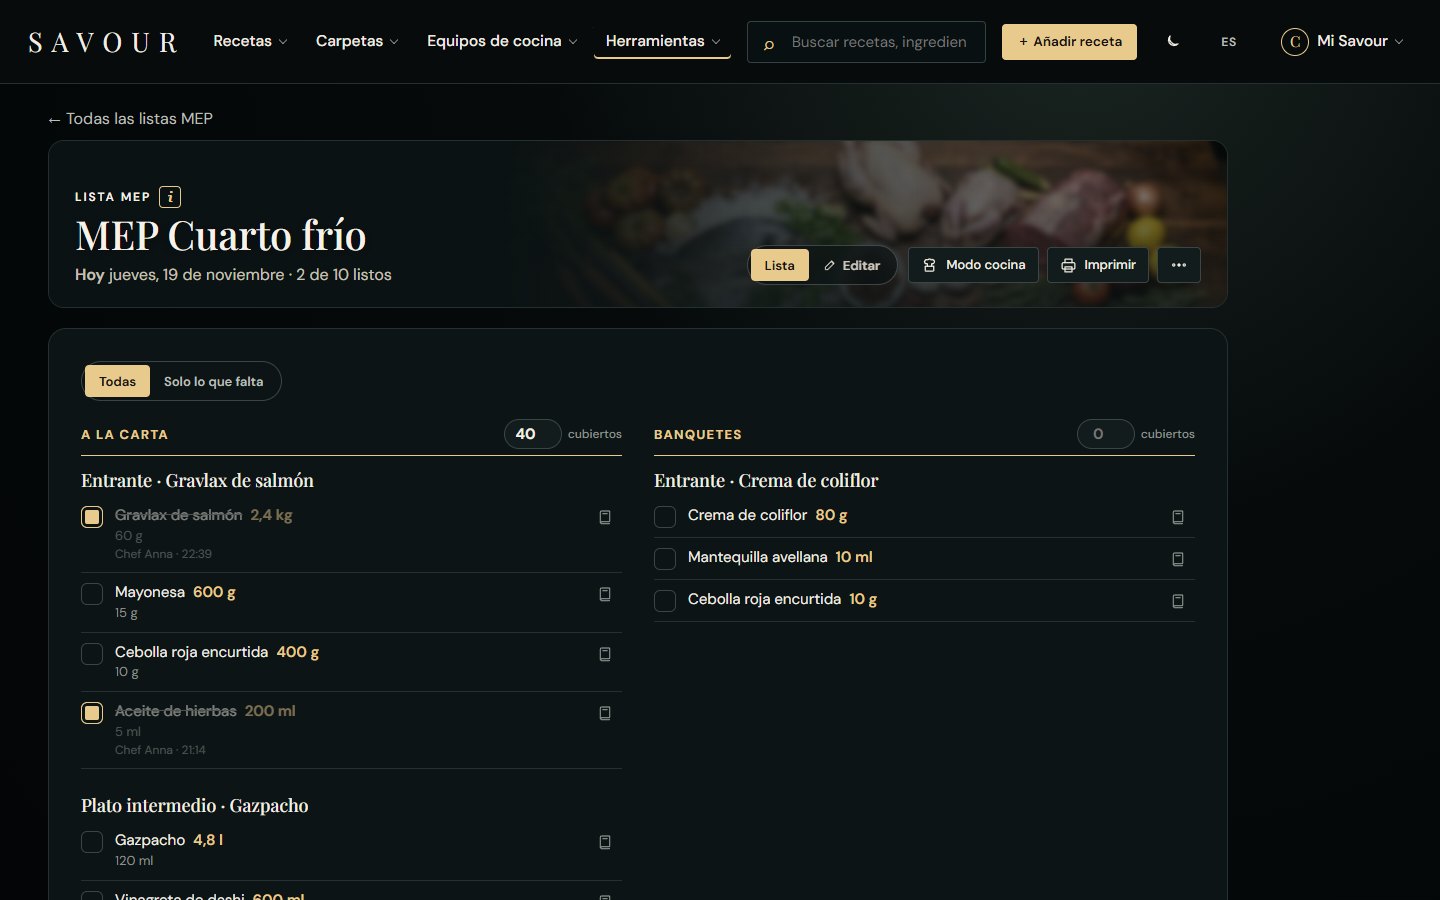 SAVOUR
Recetas
Carpetas
Equipos de cocina
Herramientas
Buscar recetas, ingredien
+ Añadir receta
ES
C
Mi Savour
← Todas las listas MEP
LISTA MEP i
MEP Cuarto frío
Hoy jueves, 19 de noviembre · 2 de 10 listos
Lista
Editar
Modo cocina
Imprimir
Todas
Solo lo que falta
A LA CARTA
40 cubiertos
Entrante · Gravlax de salmón
Gravlax de salmón 2,4 kg
60 g
Chef Anna · 22:39
Mayonesa 600 g
15 g
Cebolla roja encurtida 400 g
10 g
Aceite de hierbas 200 ml
5 ml
Chef Anna · 21:14
Plato intermedio · Gazpacho
Gazpacho 4,8 l
120 ml
Vinagreta de dashi 600 ml
BANQUETES
0 cubiertos
Entrante · Crema de coliflor
Crema de coliflor 80 g
Mantequilla avellana 10 ml
Cebolla roja encurtida 10 g